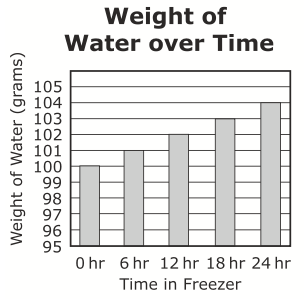 Weight of
Water over Time
Weight of Water (grams)
105
104
103
102
101
100
99
98
97
96
95
0 hr 6 hr 12 hr 18 hr 24 hr
Time in Freezer